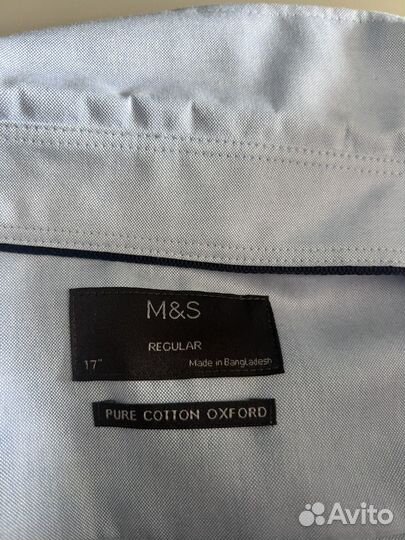 M&S
REGULAR
17" Made in Bangladesh
PURE COTTON OXFORD
Avito